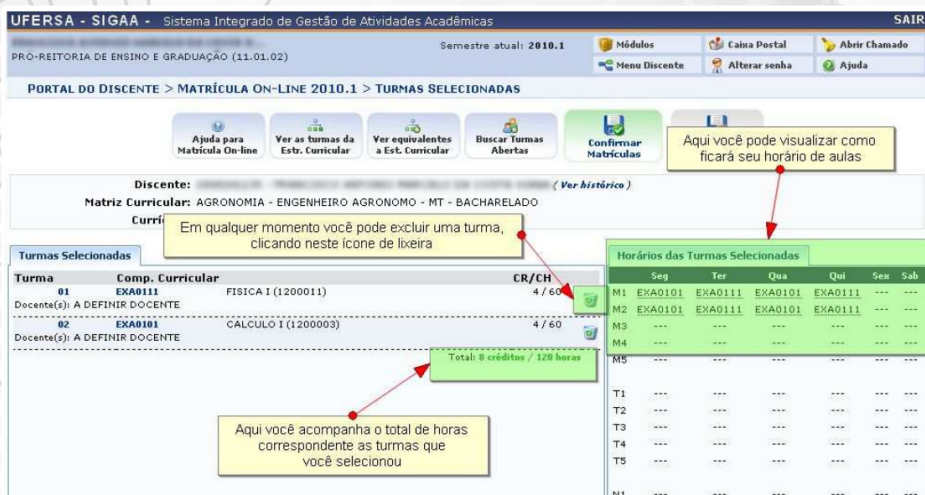 UFERSA - SIGAA - Sistema Integrado de Gestão de Atividades Acadêmicas SAIR
Semestre atual: 2010.1
PRÓ-REITORIA DE ENSINO E GRADUAÇÃO (11.01.02)
Módulos Caixa Postal Abrir Chamado
Menu Discente Alterar senha Ajuda
PORTAL DO DISCENTE > MATRÍCULA ON-LINE 2010.1 > TURMAS SELECIONADAS
Ajuda para Matrícula On-line
Ver as turmas da Estr. Curricular
Ver equivalentes a Est. Curricular
Buscar Turmas Abertas
Confirmar Matrículas
Aqui você pode visualizar como
ficará seu horário de aulas
Discente: ( Ver histórico )
Matriz Curricular: AGRONOMIA - ENGENHEIRO AGRONOMO - MT - BACHARELADO
Em qualquer momento você pode excluir uma turma,
clicando neste ícone de lixeira
Turmas Selecionadas
Turma Comp. Curricular CR/CH
01 EXA0111 FISICA I (1200011) 4 / 60
Docente(s): A DEFINIR DOCENTE
02 EXA0101 CALCULO I (1200003) 4 / 60
Docente(s): A DEFINIR DOCENTE
Total: 8 créditos / 120 horas
Aqui você acompanha o total de horas
correspondente as turmas que
você selecionou
Horários das Turmas Selecionadas
Seg Ter Qua Qui Sex Sab
M1 EXA0101 EXA0111 EXA0101 EXA0111 --- ---
M2 EXA0101 EXA0111 EXA0101 EXA0111 --- ---
M3 --- --- --- --- --- ---
M4 --- --- --- --- --- ---
M5 --- --- --- --- --- ---
T1 --- --- --- --- --- ---
T2 --- --- --- --- --- ---
T3 --- --- --- --- --- ---
T4 --- --- --- --- --- ---
T5 --- --- --- --- --- ---
N1 --- --- --- --- --- ---